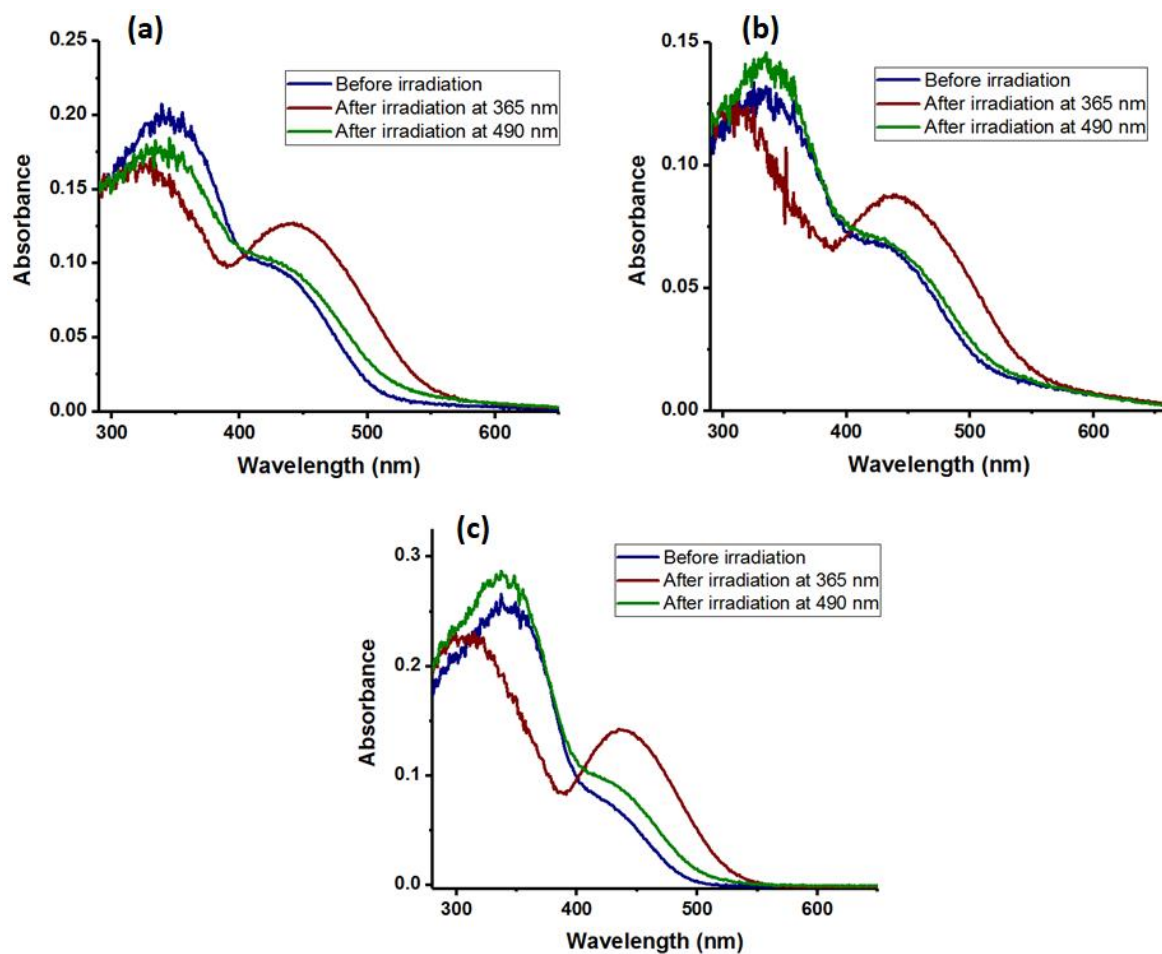 (a)
0.25
0.20
0.15
0.10
0.05
0.00
Absorbance
Before irradiation
After irradiation at 365 nm
After irradiation at 490 nm
300 400 500 600
Wavelength (nm)
(b)
0.15
0.10
0.05
0.00
Absorbance
Before irradiation
After irradiation at 365 nm
After irradiation at 490 nm
300 400 500 600
Wavelength (nm)
(c)
0.3
0.2
0.1
0.0
Absorbance
Before irradiation
After irradiation at 365 nm
After irradiation at 490 nm
300 400 500 600
Wavelength (nm)